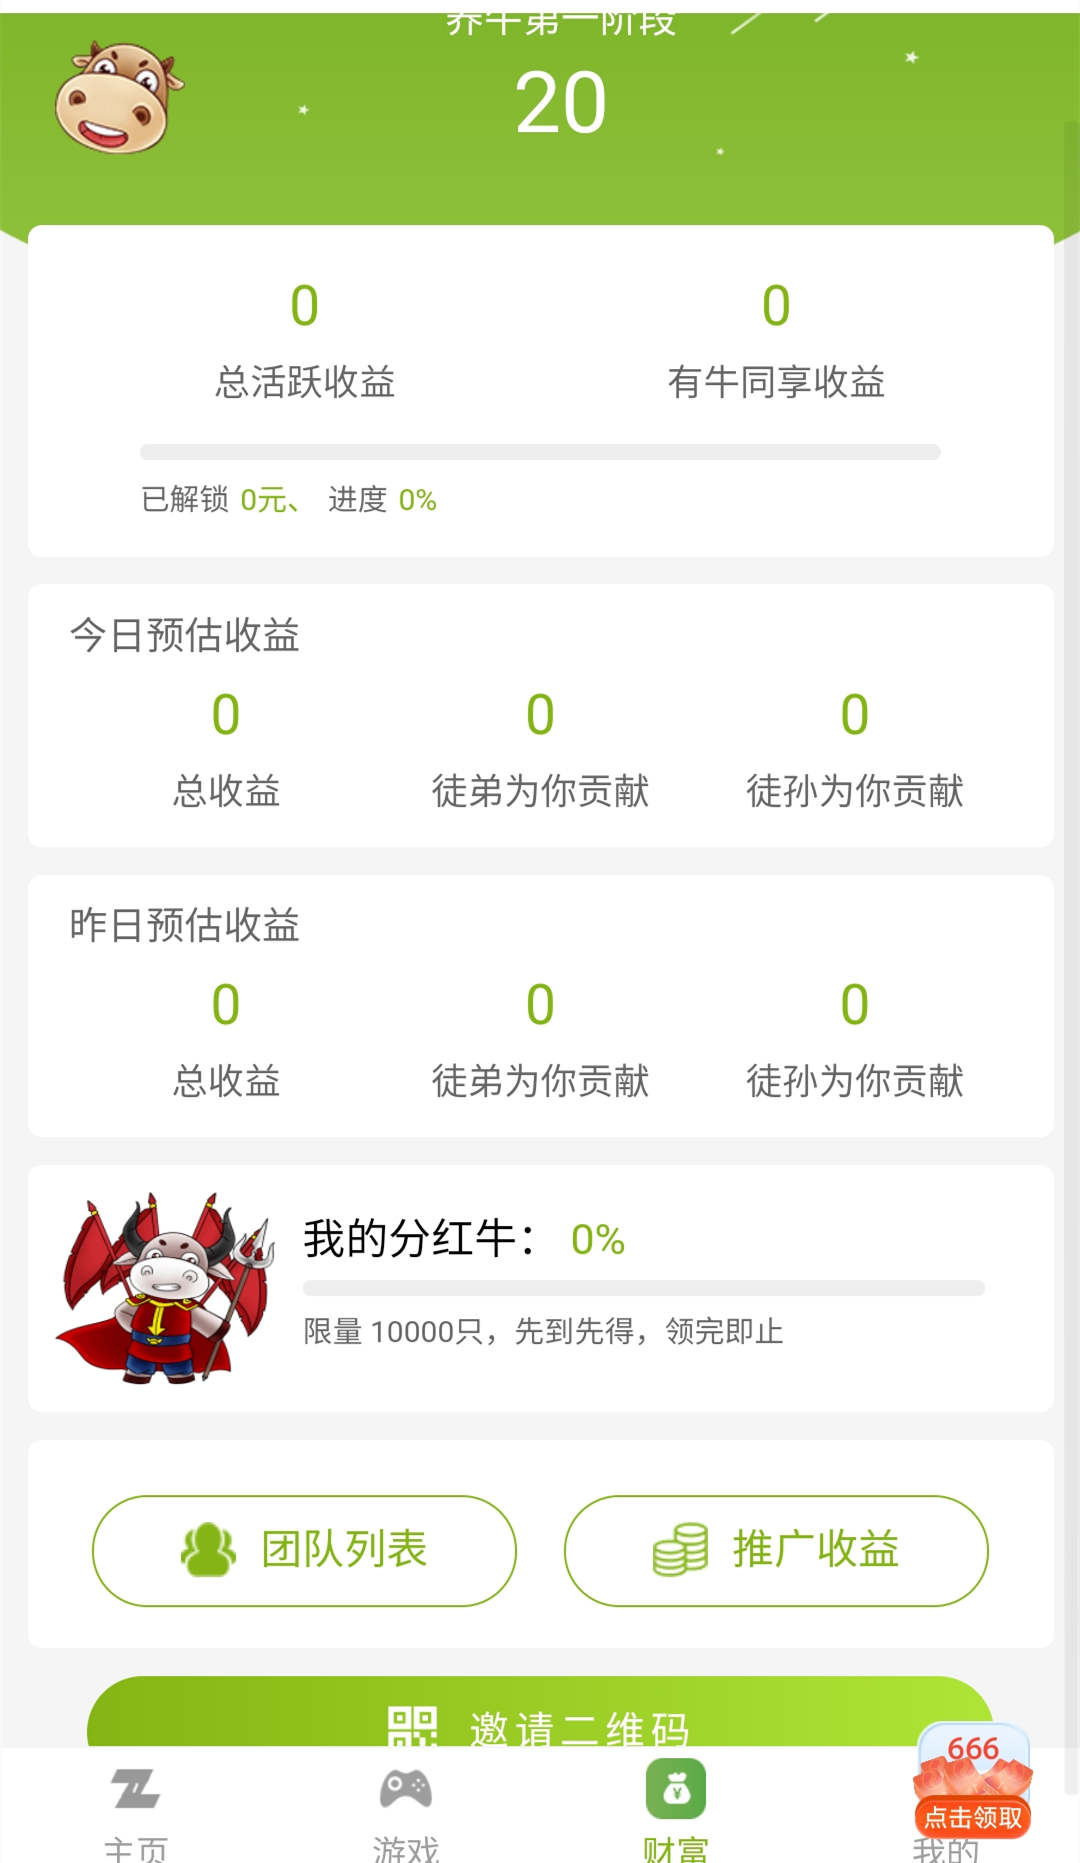 养牛第一阶段
20
0 0
总活跃收益 有牛同享收益
已解锁 0元、 进度 0%
今日预估收益
0 0 0
总收益 徒弟为你贡献 徒孙为你贡献
昨日预估收益
0 0 0
总收益 徒弟为你贡献 徒孙为你贡献
我的分红牛： 0%
限量 10000只，先到先得，领完即止
团队列表 推广收益
邀请二维码
666
点击领取
主页 游戏 财富 我的